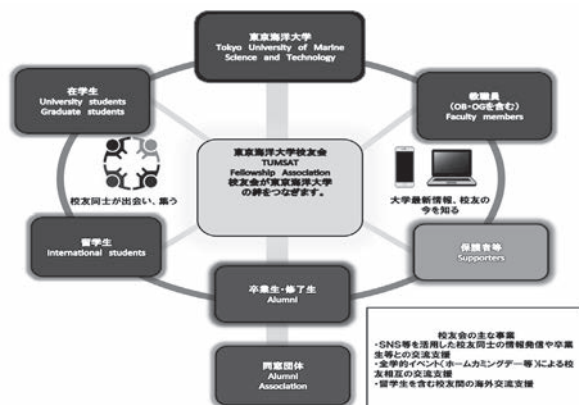 東京海洋大学
Tokyo University of Marine
Science and Technology
在学生
University students
Graduate students
教職員
(OB・OGを含む)
Faculty members
東京海洋大学校友会
TUMSAT
Fellowship Association
校友会が東京海洋大学
の絆をつなぎます。
校友同士が出会い、集う
大学最新情報、校友の
今を知る
留学生
International students
保護者等
Supporters
卒業生・修了生
Alumni
同窓団体
Alumni
Association
校友会の主な事業
・SNS等を活用した校友同士の情報発信や卒業
生等との交流支援
・全学的イベント(ホームカミングデー等)による校
友相互の交流支援
・留学生を含む校友間の海外交流支援